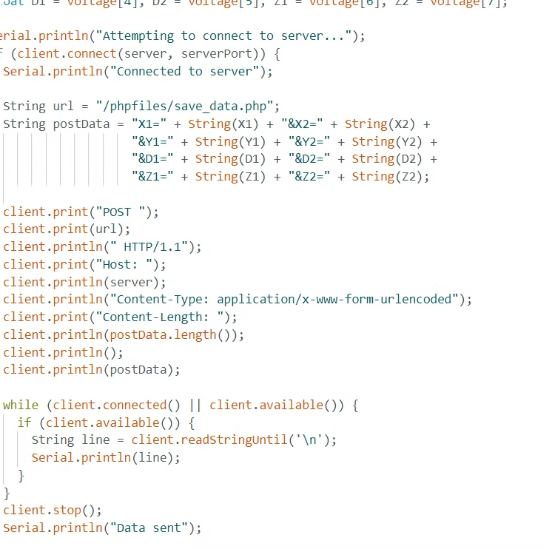 D1 = voltage[4], D2 = voltage[5], Z1 = voltage[6], Z2 = voltage[7];
erial.println("Attempting to connect to server...");
(client.connect(server, serverPort)) {
Serial.println("Connected to server");
String url = "/phpfiles/save_data.php";
String postData = "X1=" + String(X1) + "&X2=" + String(X2) +
"&Y1=" + String(Y1) + "&Y2=" + String(Y2) +
"&D1=" + String(D1) + "&D2=" + String(D2) +
"&Z1=" + String(Z1) + "&Z2=" + String(Z2);
client.print("POST ");
client.print(url);
client.println(" HTTP/1.1");
client.print("Host: ");
client.println(server);
client.println("Content-Type: application/x-www-form-urlencoded");
client.print("Content-Length: ");
client.println(postData.length());
client.println();
client.println(postData);
while (client.connected() || client.available()) {
if (client.available()) {
String line = client.readStringUntil('\n');
Serial.println(line);
}
}
client.stop();
Serial.println("Data sent");